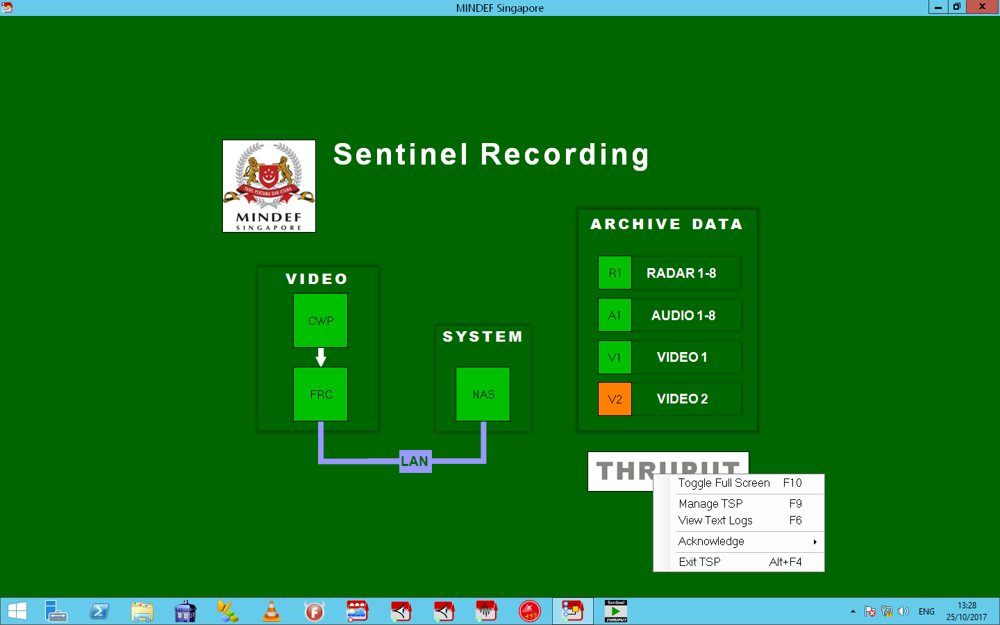 MINDEF Singapore
Sentinel Recording
YANG PERTAMA DAN UTAMA
MINDEF
SINGAPORE
ARCHIVE DATA
R1 RADAR 1-8
A1 AUDIO 1-8
V1 VIDEO 1
V2 VIDEO 2
VIDEO
CWP
FRC
SYSTEM
NAS
LAN
THRUPUT
Toggle Full Screen F10
Manage TSP F9
View Text Logs F6
Acknowledge
Exit TSP Alt+F4
Sentinel
THRUPUT
ENG
13:28
25/10/2017